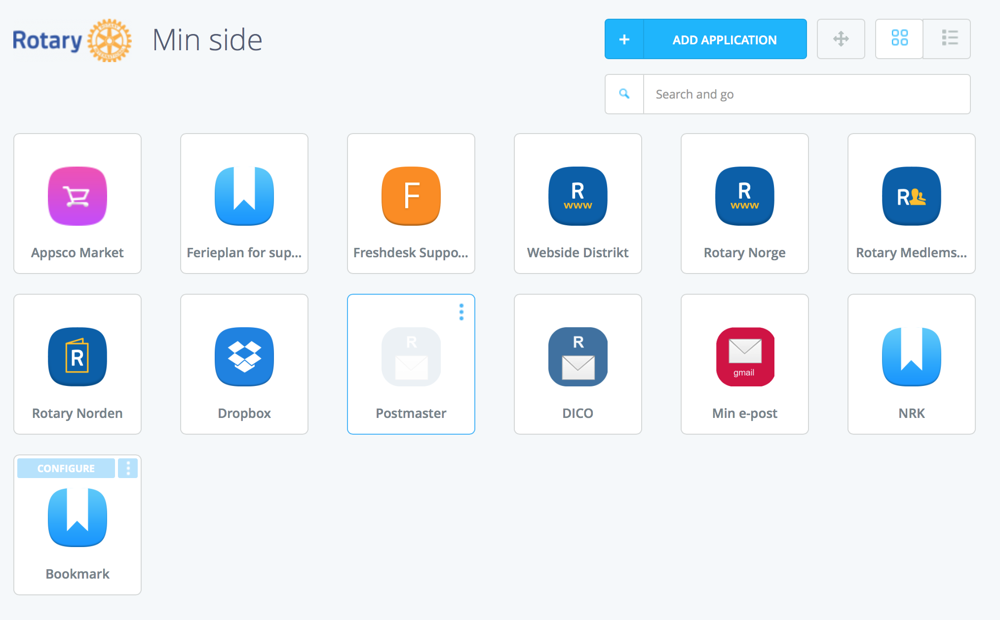 Rotary
Min side
+ ADD APPLICATION
Search and go
Appsco Market
Ferieplan for sup...
F
Freshdesk Suppo...
R
www
Webside Distrikt
R
www
Rotary Norge
R
Rotary Medlems...
R
Rotary Norden
Dropbox
R
Postmaster
R
DICO
gmail
Min e-post
NRK
CONFIGURE
Bookmark